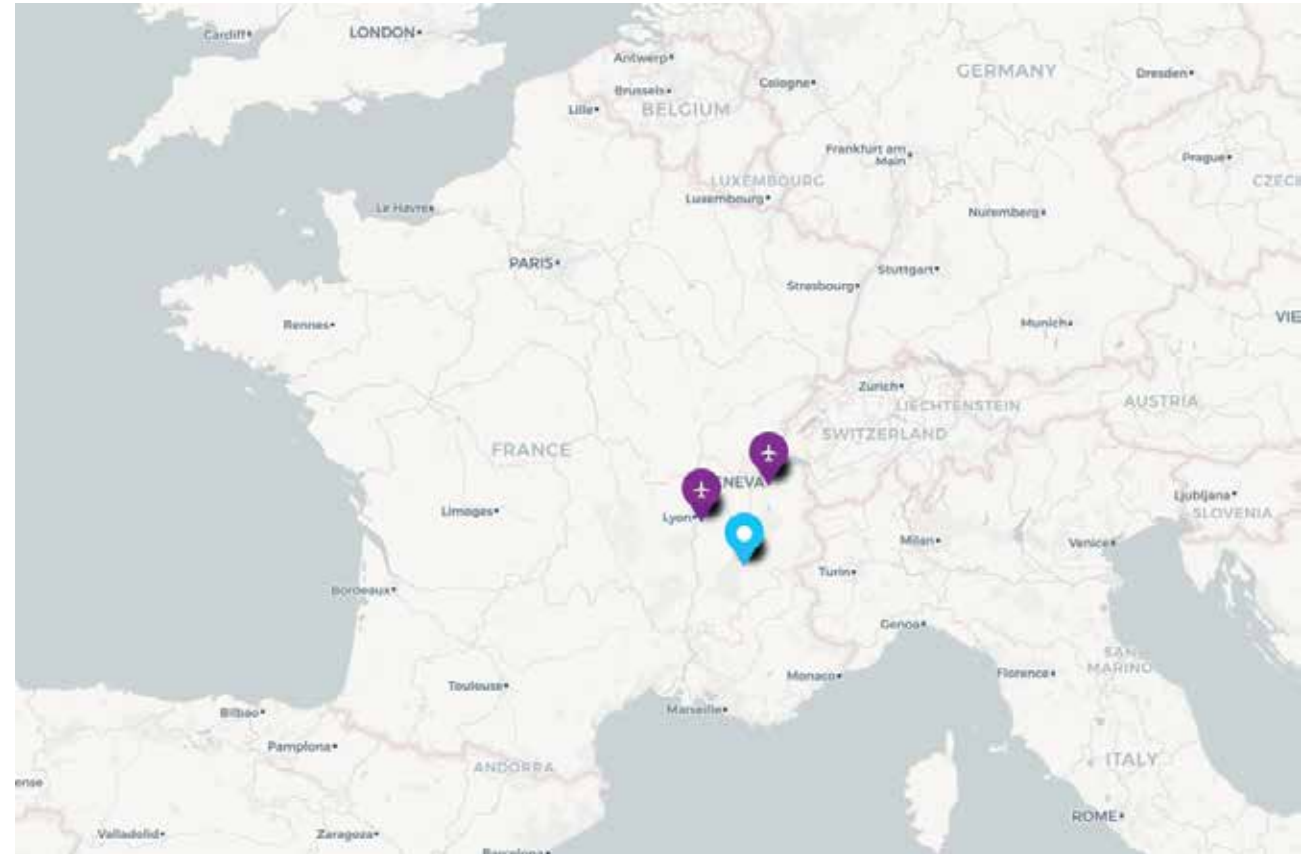 Cardiff
LONDON
Antwerp
Brussels
BELGIUM
Cologne
GERMANY
Dresden
Lille
Frankfurt am
Main
Prague
CZECH
LUXEMBOURG
Luxembourg
Le Havre
Nuremberg
PARIS
Stuttgart
Strasbourg
Rennes
Munich
VIE
Zurich
LIECHTENSTEIN
AUSTRIA
SWITZERLAND
FRANCE
ENEVA
Limoges
Lyon
Ljubljana
SLOVENIA
Milan
Venice
Turin
Bordeaux
Genoa
SAN
MARINO
Toulouse
Monaco
Florence
Marseille
Bilbao
Pamplona
ANDORRA
ITALY
ense
ROME
Valladolid
Zaragoza
Barcelona